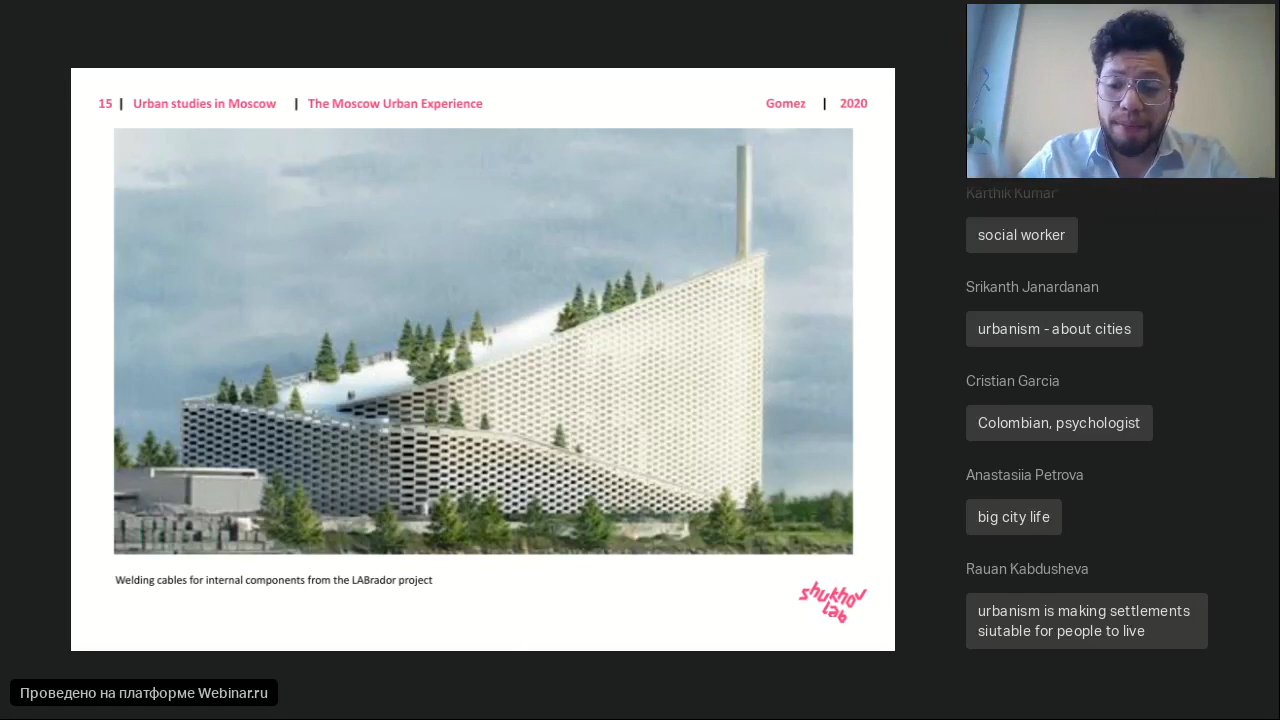 15 | Urban studies in Moscow | The Moscow Urban Experience
Gomez | 2020
Welding cables for internal components from the LABrador project
shukhov
lab
Karthik Kumar
social worker
Srikanth Janardanan
urbanism - about cities
Cristian Garcia
Colombian, psychologist
Anastasiia Petrova
big city life
Rauan Kabdusheva
urbanism is making settlements
siutable for people to live
Проведено на платформе Webinar.ru